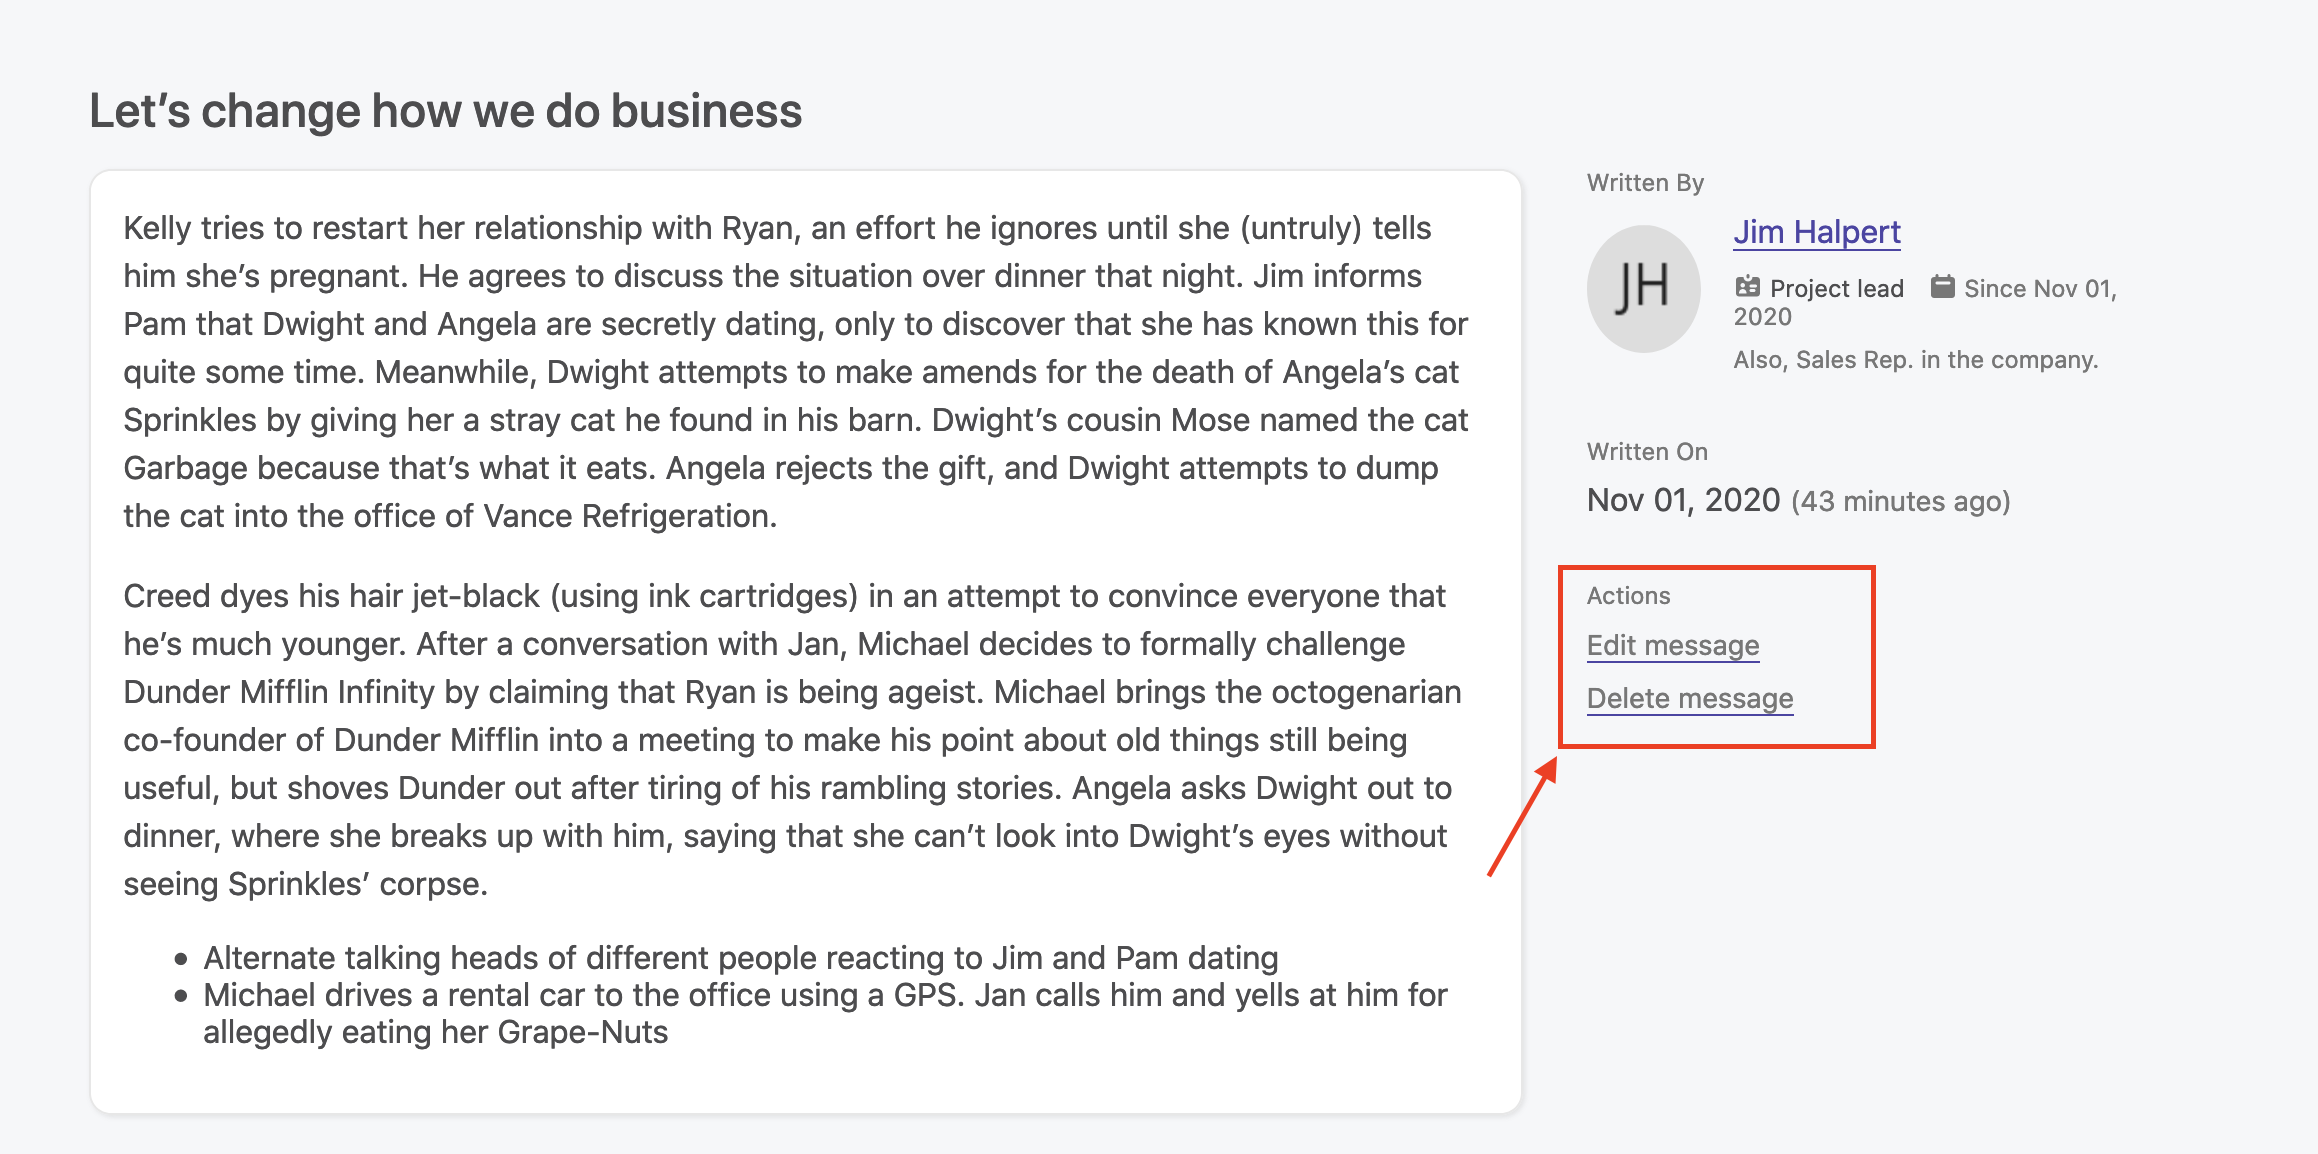 Let’s change how we do business
Kelly tries to restart her relationship with Ryan, an effort he ignores until she (untruly) tells
him she’s pregnant. He agrees to discuss the situation over dinner that night. Jim informs
Pam that Dwight and Angela are secretly dating, only to discover that she has known this for
quite some time. Meanwhile, Dwight attempts to make amends for the death of Angela’s cat
Sprinkles by giving her a stray cat he found in his barn. Dwight’s cousin Mose named the cat
Garbage because that’s what it eats. Angela rejects the gift, and Dwight attempts to dump
the cat into the office of Vance Refrigeration.
Creed dyes his hair jet-black (using ink cartridges) in an attempt to convince everyone that
he’s much younger. After a conversation with Jan, Michael decides to formally challenge
Dunder Mifflin Infinity by claiming that Ryan is being ageist. Michael brings the octogenarian
co-founder of Dunder Mifflin into a meeting to make his point about old things still being
useful, but shoves Dunder out after tiring of his rambling stories. Angela asks Dwight out to
dinner, where she breaks up with him, saying that she can’t look into Dwight’s eyes without
seeing Sprinkles’ corpse.
• Alternate talking heads of different people reacting to Jim and Pam dating
• Michael drives a rental car to the office using a GPS. Jan calls him and yells at him for
allegedly eating her Grape-Nuts
Written By
JH
Jim Halpert
Project lead Since Nov 01,
2020
Also, Sales Rep. in the company.
Written On
Nov 01, 2020 (43 minutes ago)
Actions
Edit message
Delete message